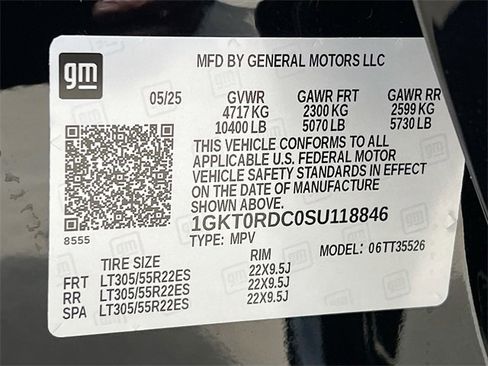 gm
MFD BY GENERAL MOTORS LLC
05/25 GVWR GAWR FRT GAWR RR
4717 KG 2300 KG 2599 KG
10400 LB 5070 LB 5730 LB
THIS VEHICLE CONFORMS TO ALL
APPLICABLE U.S. FEDERAL MOTOR
VEHICLE SAFETY STANDARDS IN EFFECT
ON THE DATE OF MANUFACTURE
SHOWN ABOVE.
8555
1GKT0RDC0SU118846
TYPE: MPV MODEL: 06TT35526
TIRE SIZE RIM
FRT LT305/55R22ES 22X9.5J
RR LT305/55R22ES 22X9.5J
SPA LT305/55R22ES 22X9.5J